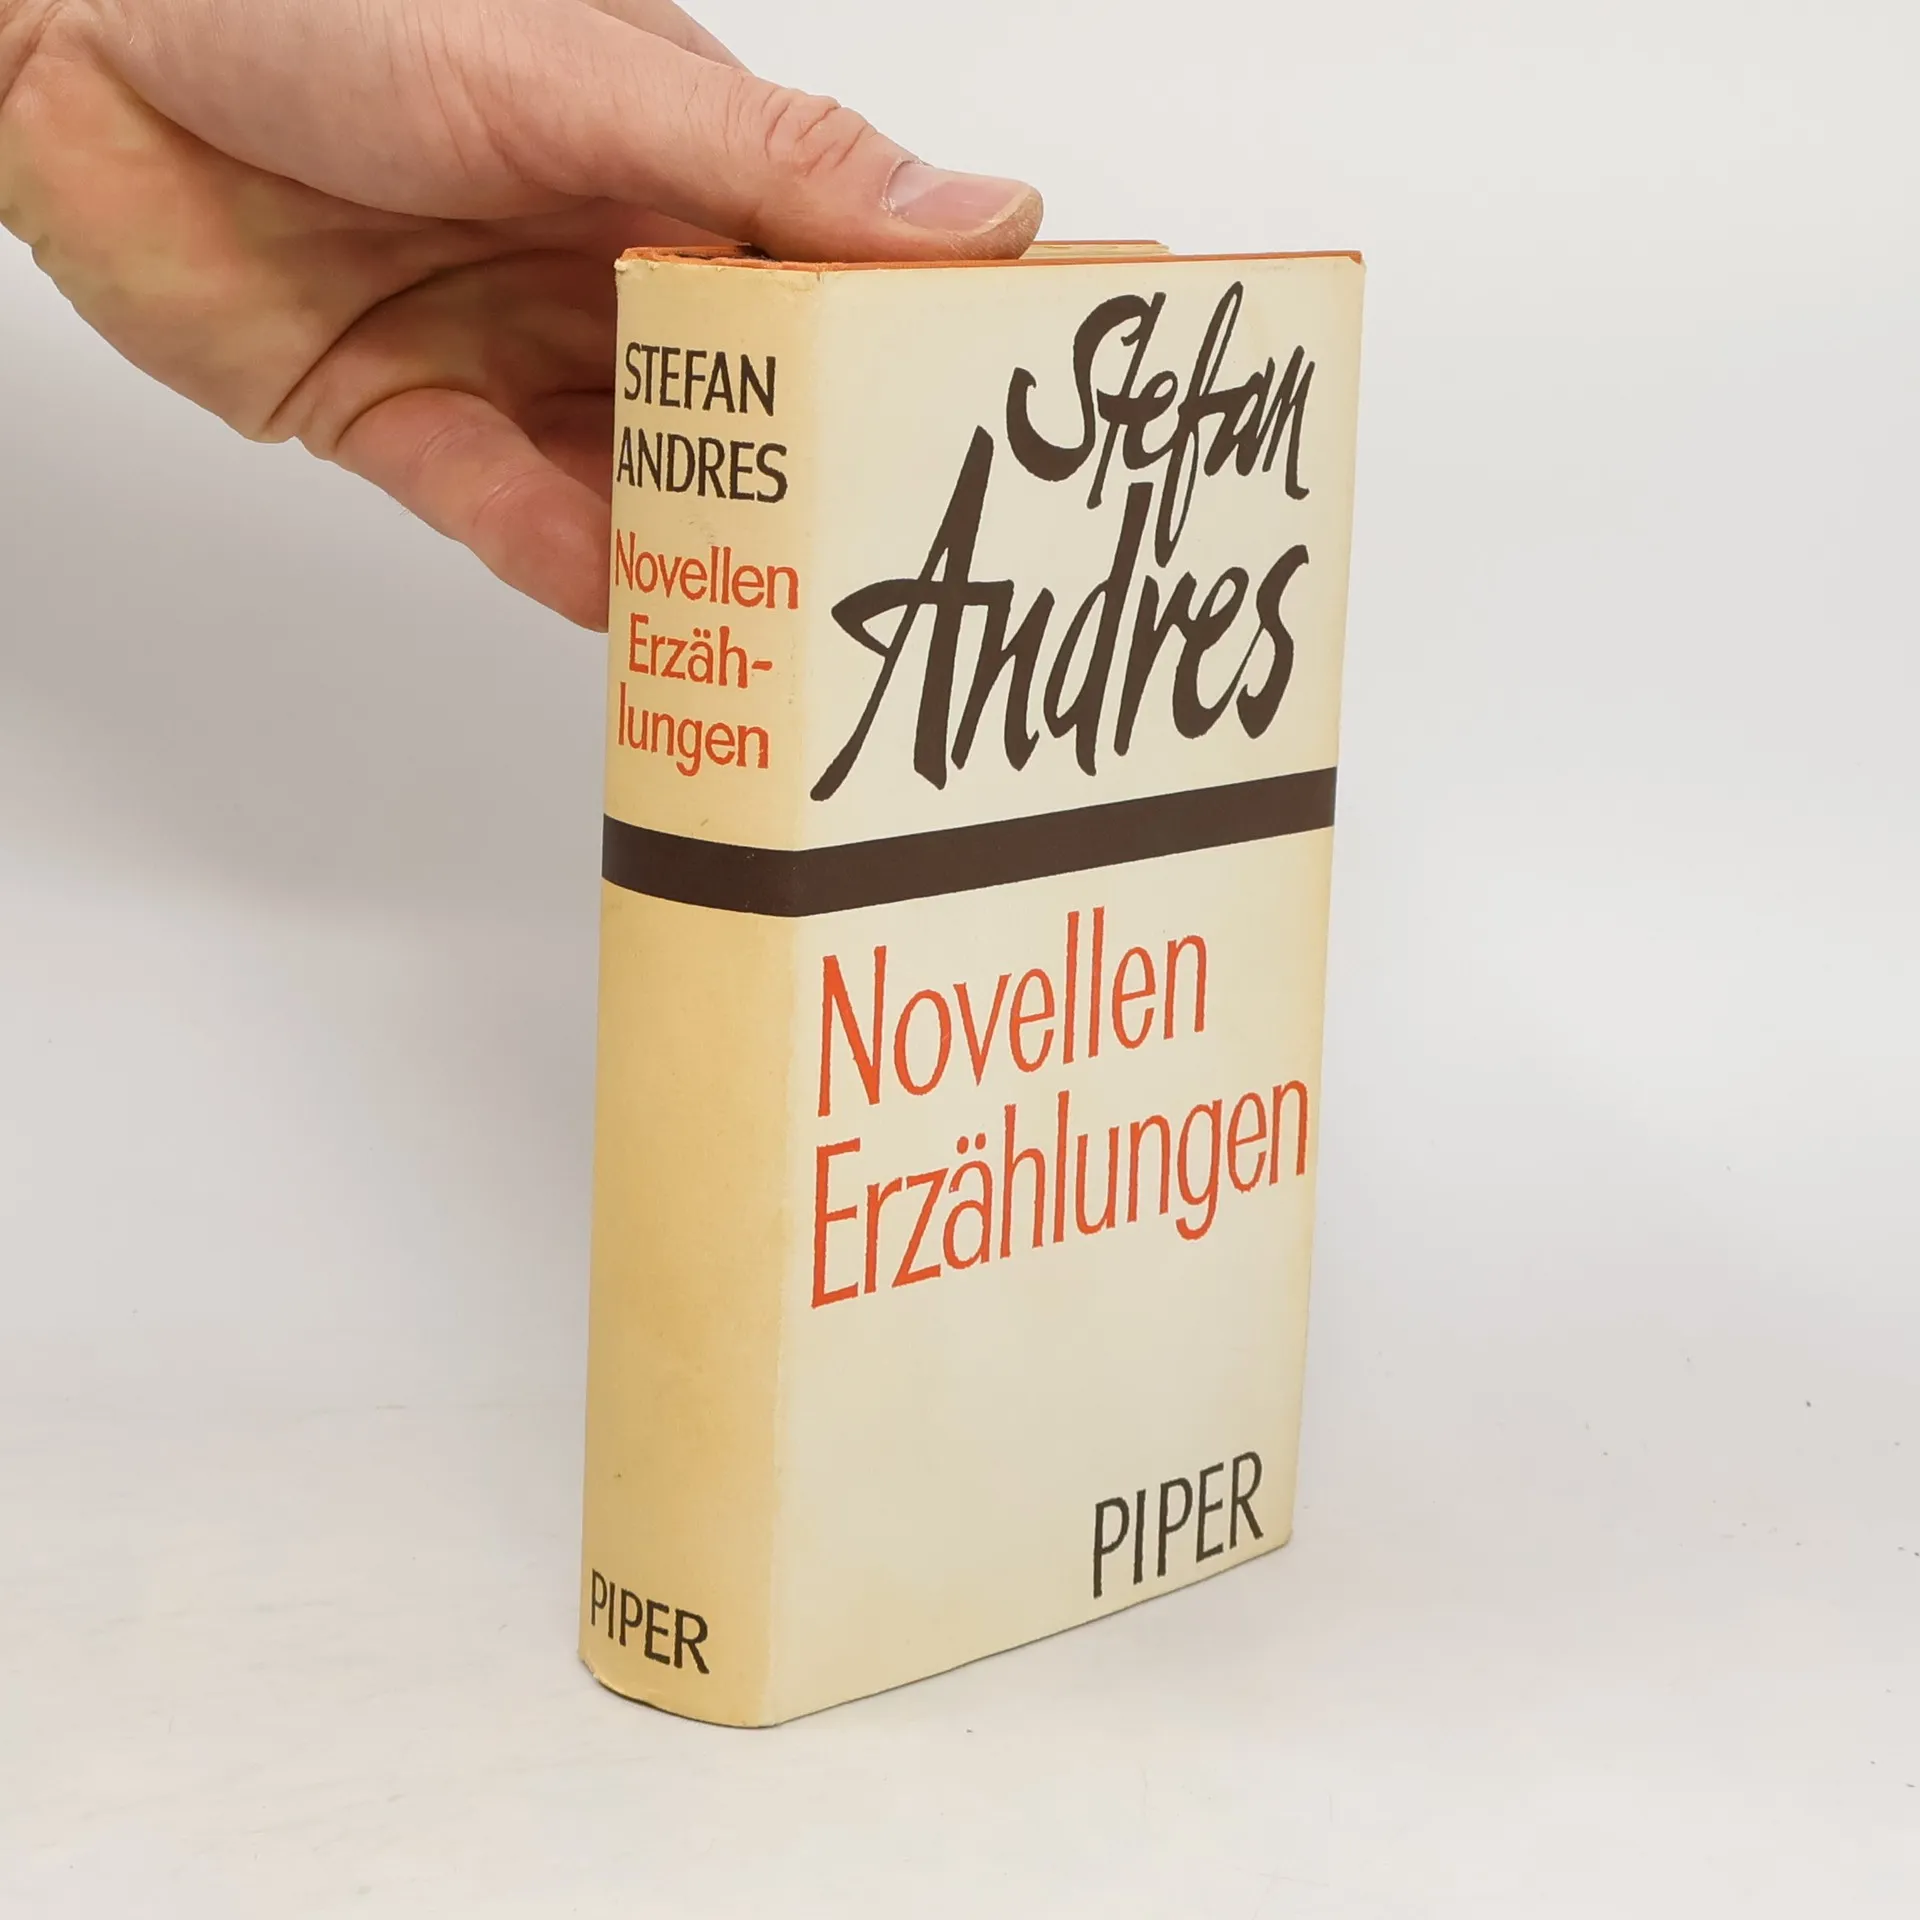 STEFAN
ANDRES
Novellen
Erzäh-
lungen
PIPER
Stefan
Andres
Novellen
Erzählungen
PIPER